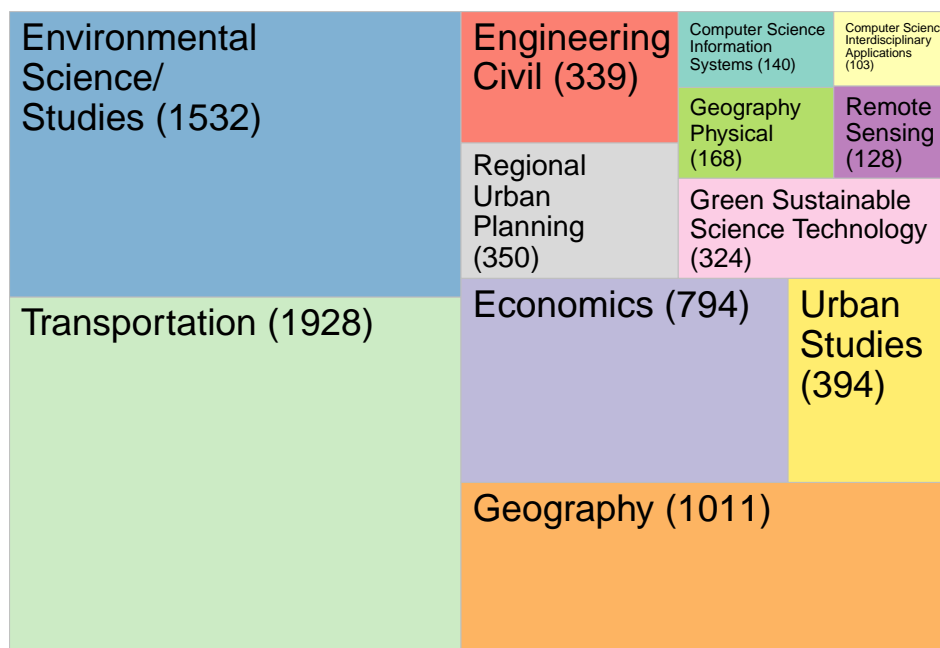 Environmental
Science/
Studies (1532)
Transportation (1928)
Engineering
Civil (339)
Regional
Urban
Planning
(350)
Computer Science
Information
Systems (140)
Computer Scienc
Interdisciplinary
Applications
(103)
Geography
Physical
(168)
Remote
Sensing
(128)
Green Sustainable
Science Technology
(324)
Economics (794)
Urban
Studies
(394)
Geography (1011)